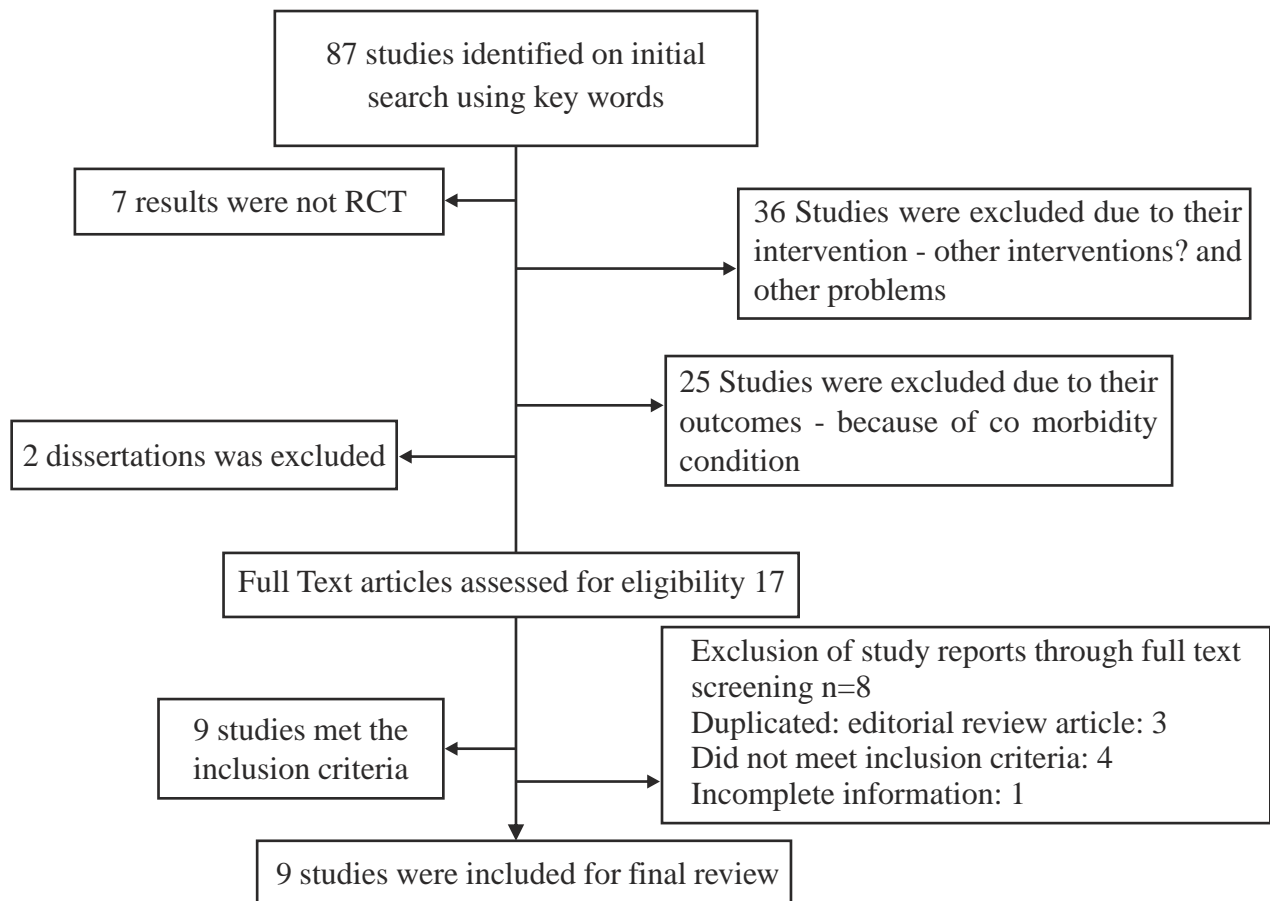 87 studies identified on initial
search using key words
7 results were not RCT
36 Studies were excluded due to their
intervention - other interventions? and
other problems
25 Studies were excluded due to their
outcomes - because of co morbidity
condition
2 dissertations was excluded
Full Text articles assessed for eligibility 17
Exclusion of study reports through full text
screening n=8
Duplicated: editorial review article: 3
Did not meet inclusion criteria: 4
Incomplete information: 1
9 studies met the
inclusion criteria
9 studies were included for final review